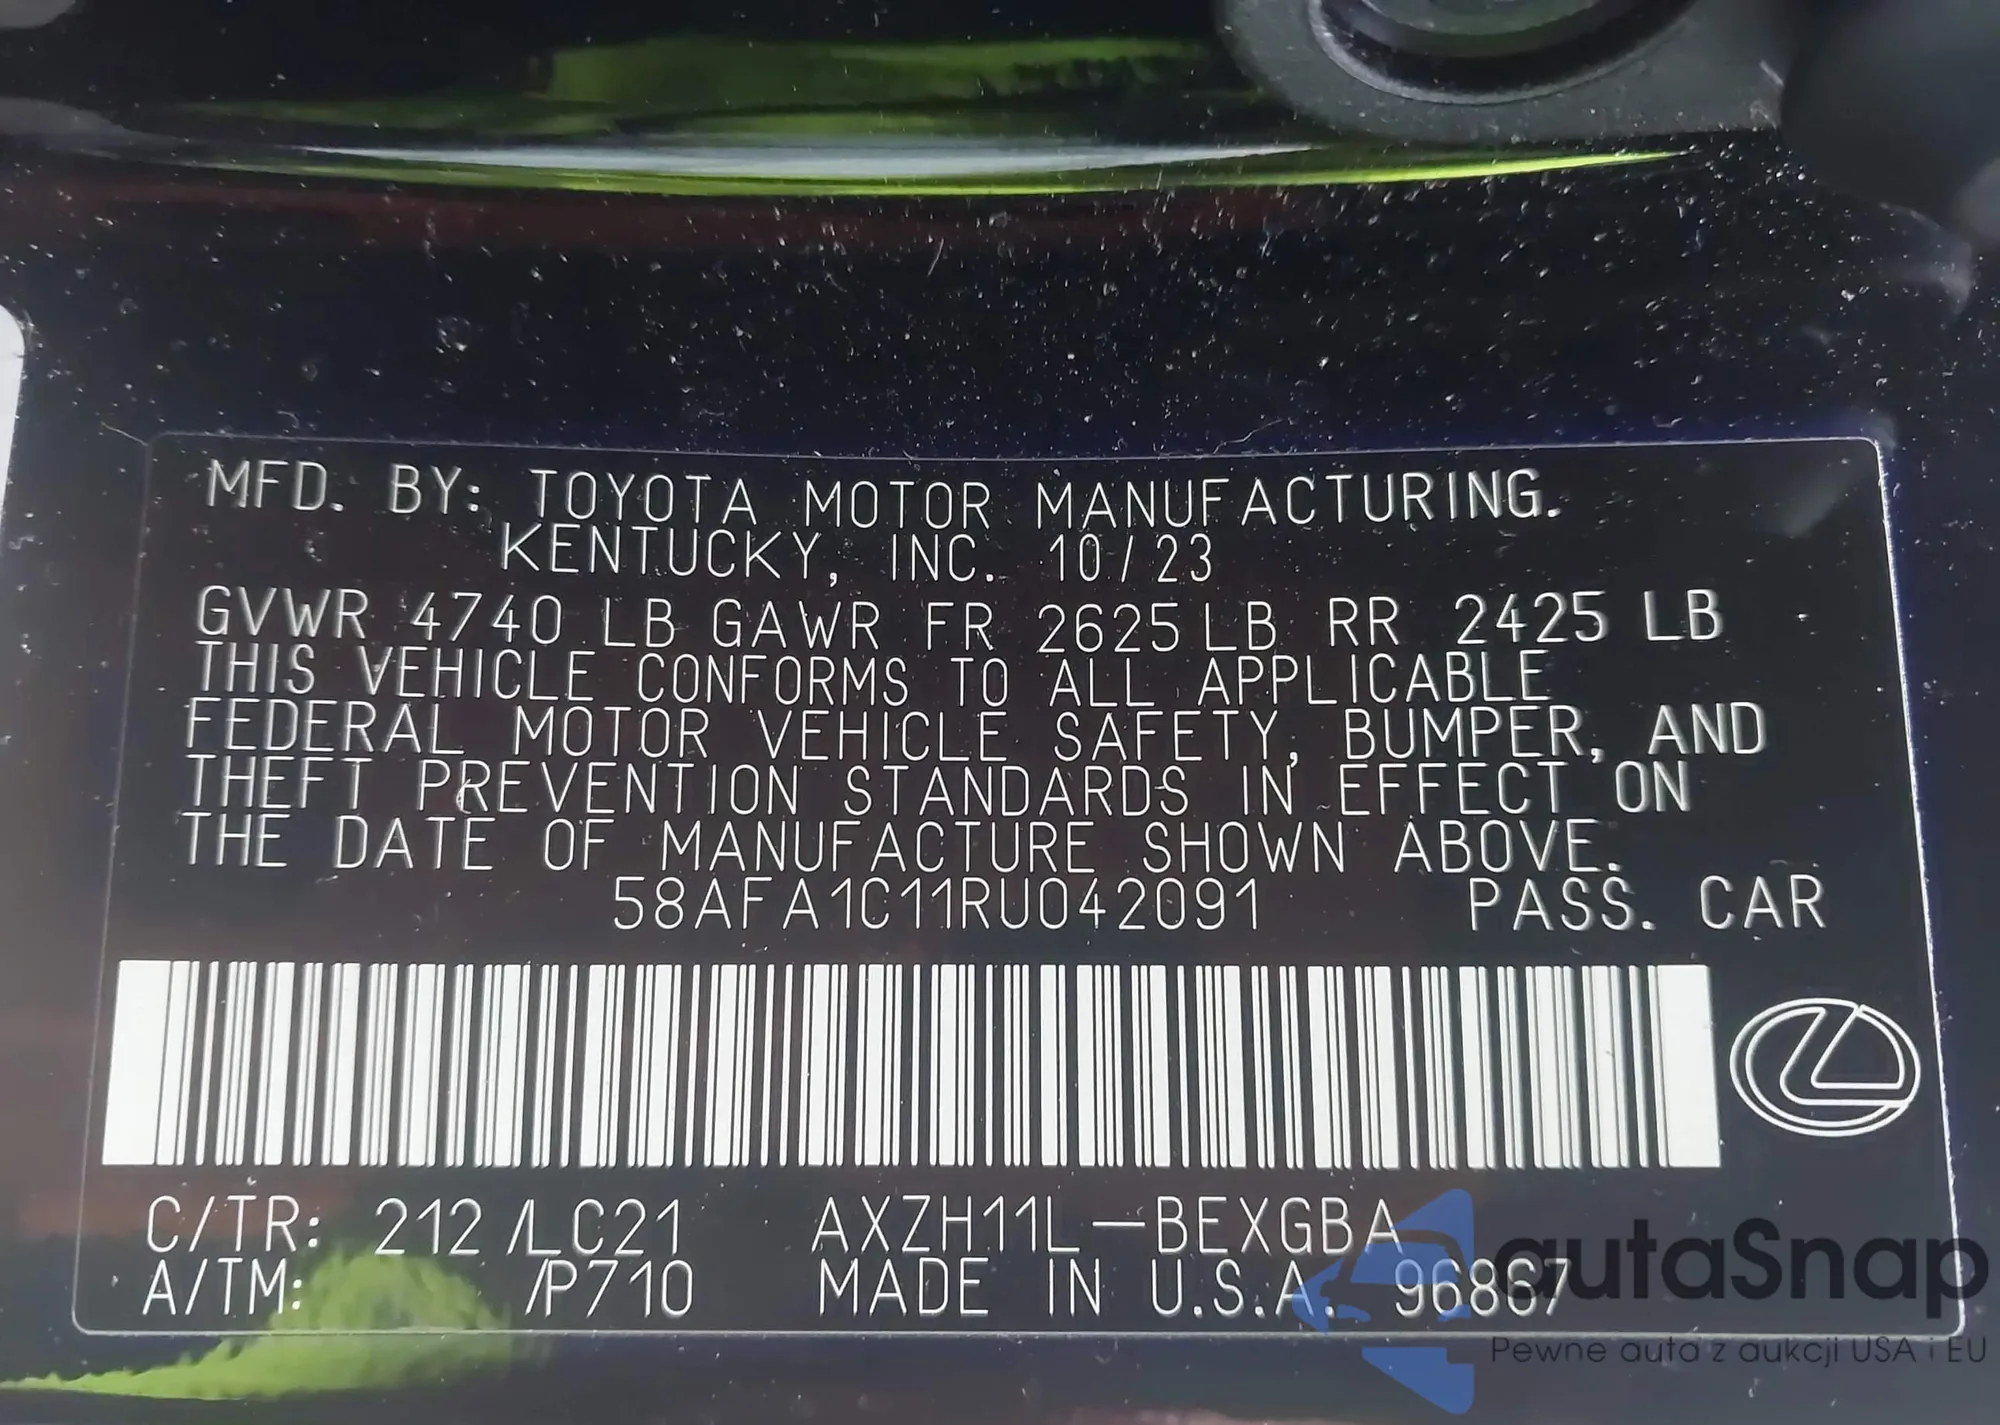 MFD. BY: TOYOTA MOTOR MANUFACTURING.
KENTUCKY, INC. 10/23
GVWR 4740 LB GAWR FR 2625 LB RR 2425 LB
THIS VEHICLE CONFORMS TO ALL APPLICABLE
FEDERAL MOTOR VEHICLE SAFETY, BUMPER, AND
THEFT PREVENTION STANDARDS IN EFFECT ON
THE DATE OF MANUFACTURE SHOWN ABOVE.
58AFA1C11RU042091 PASS. CAR
C/TR: 212/LC21 AXZH11L-BEXGBA
A/TM: /P710 MADE IN U.S.A. 96867
autoSnap
Pewne auta z aukcji USA i EU